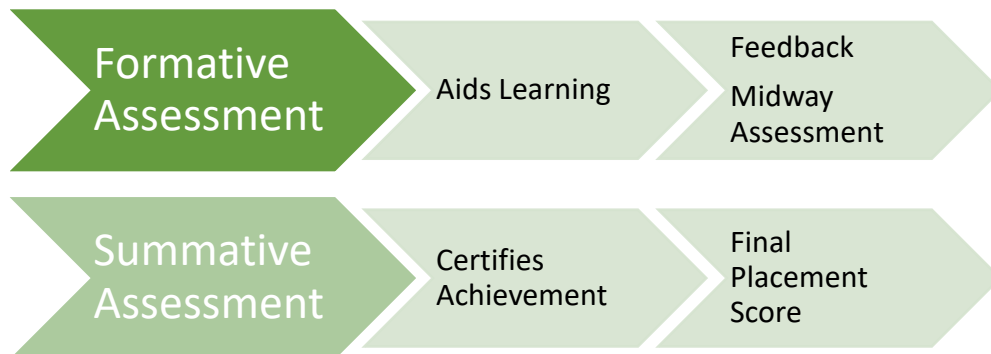 Formative
Assessment
Aids Learning
Feedback
Midway
Assessment
Summative
Assessment
Certifies
Achievement
Final
Placement
Score